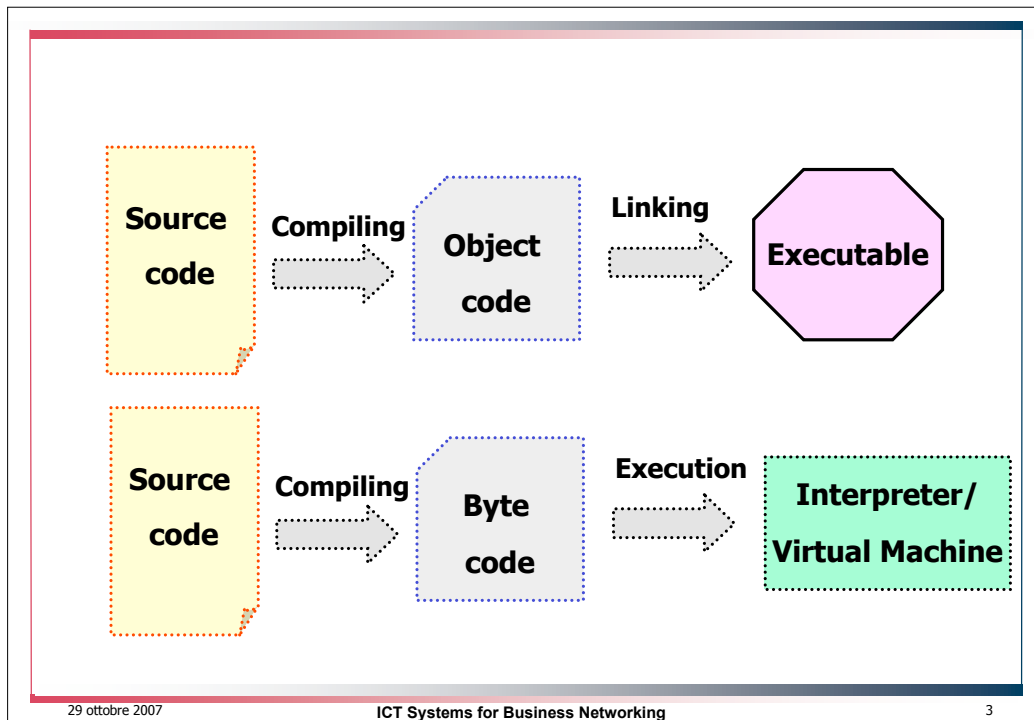 Source
code
Compiling
Object
code
Linking
Executable
Source
code
Compiling
Byte
code
Execution
Interpreter/
Virtual Machine
29 ottobre 2007
ICT Systems for Business Networking
3